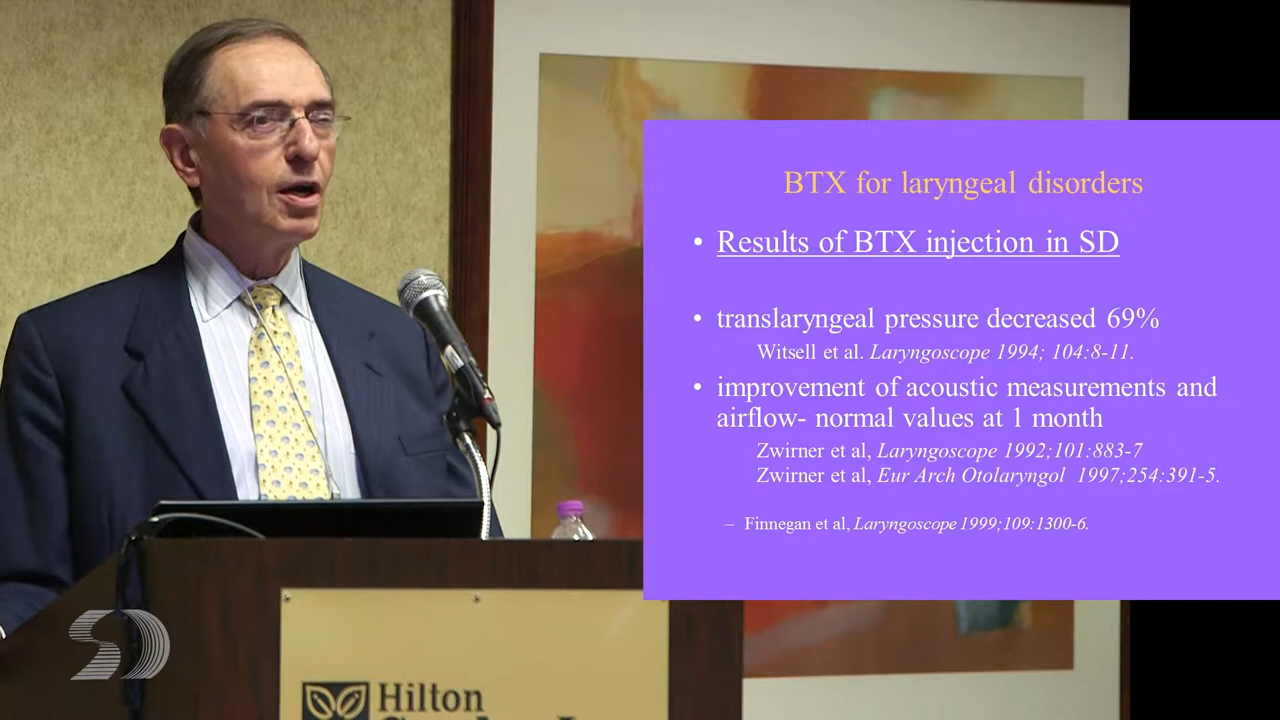 BTX for laryngeal disorders
• Results of BTX injection in SD
• translaryngeal pressure decreased 69%
Witsell et al. Laryngoscope 1994; 104:8-11.
• improvement of acoustic measurements and
airflow- normal values at 1 month
Zwirner et al, Laryngoscope 1992;101:883-7
Zwirner et al, Eur Arch Otolaryngol 1997;254:391-5.
– Finnegan et al, Laryngoscope 1999;109:1300-6.
SD
Hilton